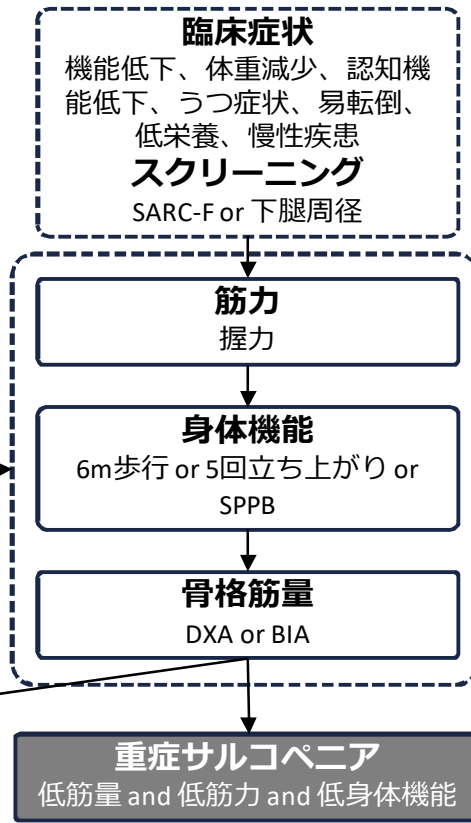 臨床症状
機能低下、体重減少、認知機
能低下、うつ症状、易転倒、
低栄養、慢性疾患
スクリーニング
SARC-F or 下腿周径
筋力
握力
身体機能
6m歩行 or 5回立ち上がり or
SPPB
骨格筋量
DXA or BIA
重症サルコペニア
低筋量 and 低筋力 and 低身体機能